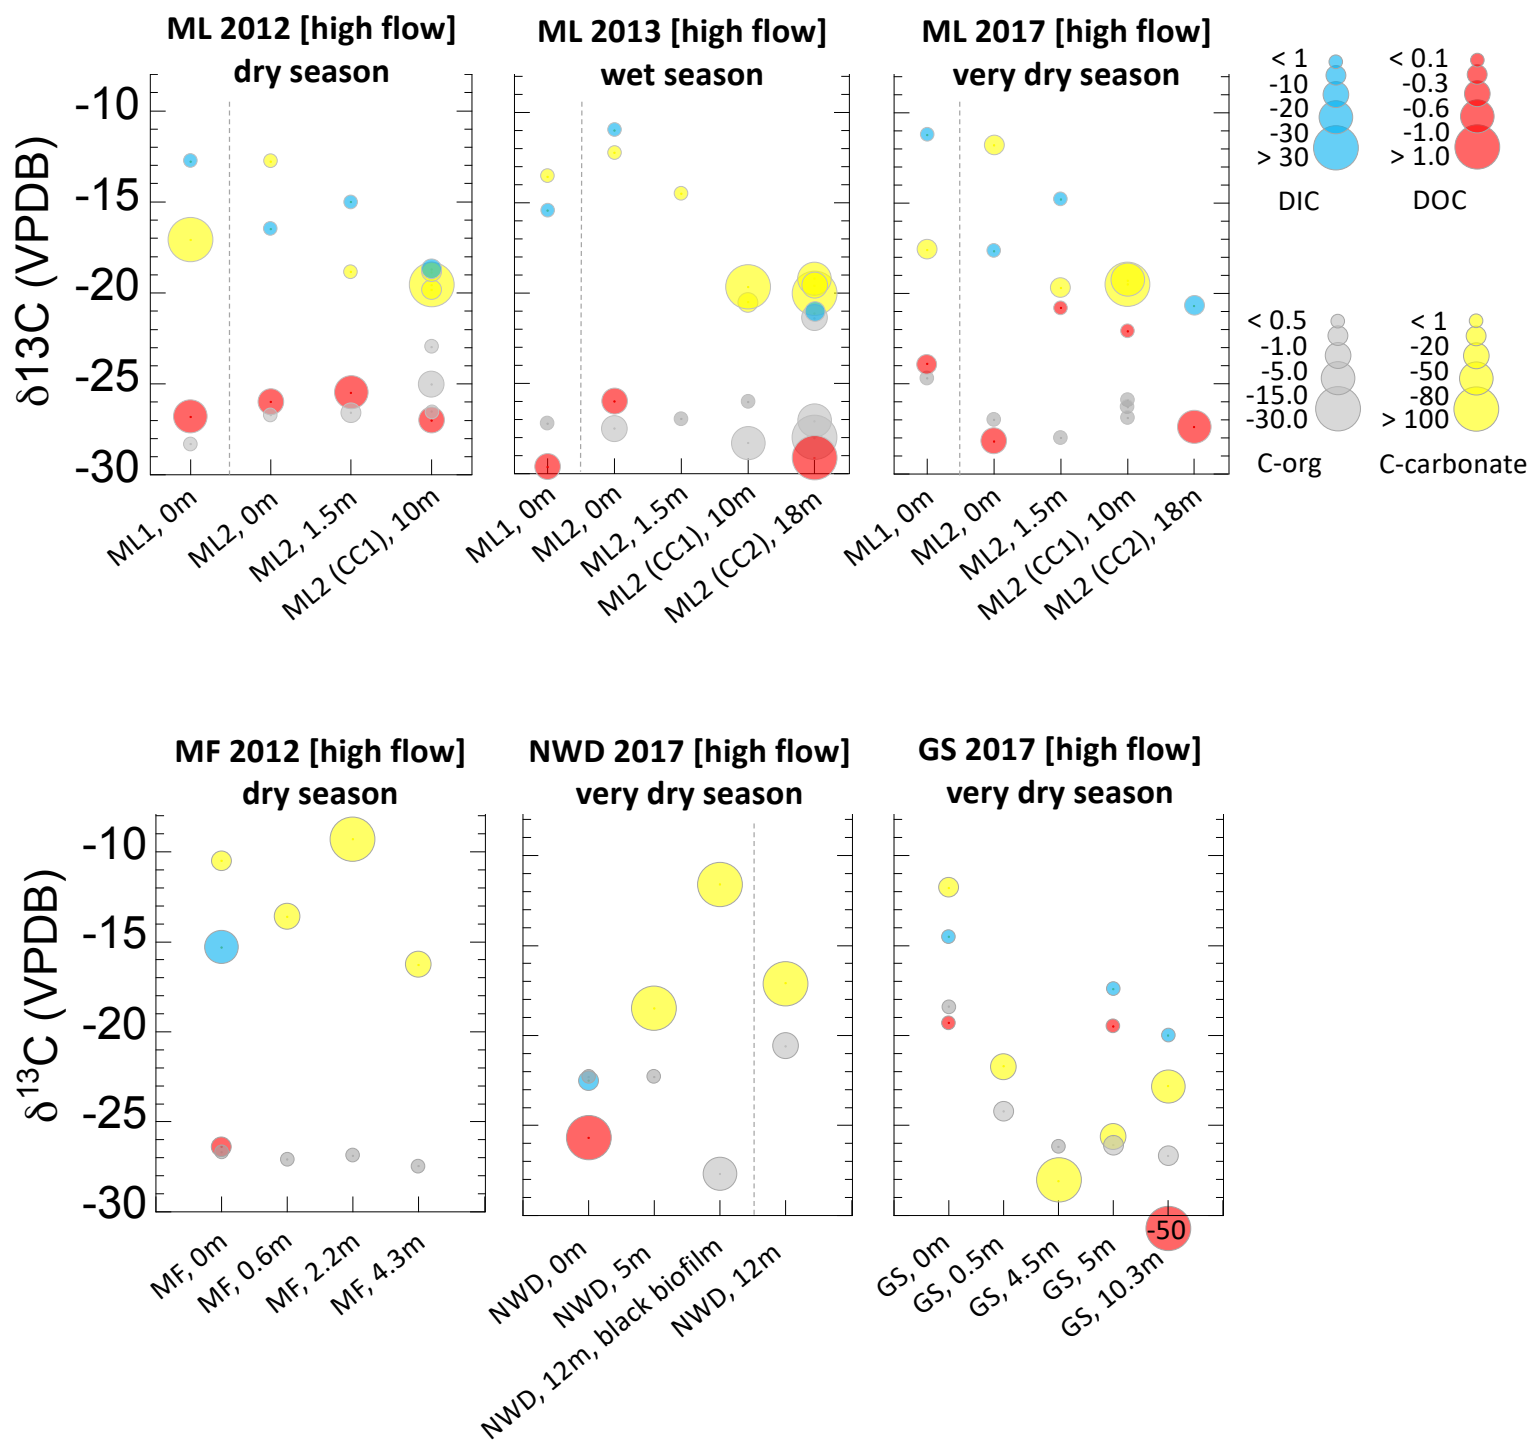 ML 2012 [high flow]
dry season
ML 2013 [high flow]
wet season
ML 2017 [high flow]
very dry season
δ13C (VPDB)
-10
-15
-20
-25
-30
ML1, 0m
ML2, 0m
ML2, 1.5m
ML2 (CC1), 10m
ML1, 0m
ML2, 0m
ML2, 1.5m
ML2 (CC1), 10m
ML2 (CC2), 18m
ML1, 0m
ML2, 0m
ML2, 1.5m
ML2 (CC1), 10m
ML2 (CC2), 18m
< 1
-10
-20
-30
> 30
DIC
< 0.1
-0.3
-0.6
-1.0
> 1.0
DOC
< 0.5
-1.0
-5.0
-15.0
-30.0
C-org
< 1
-20
-50
-80
> 100
C-carbonate
MF 2012 [high flow]
dry season
NWD 2017 [high flow]
very dry season
GS 2017 [high flow]
very dry season
δ¹³C (VPDB)
-10
-15
-20
-25
-30
MF, 0m
MF, 0.6m
MF, 2.2m
MF, 4.3m
NWD, 0m
NWD, 5m
NWD, 12m, black biofilm
NWD, 12m
-50
GS, 0m
GS, 0.5m
GS, 4.5m
GS, 5m
GS, 10.3m